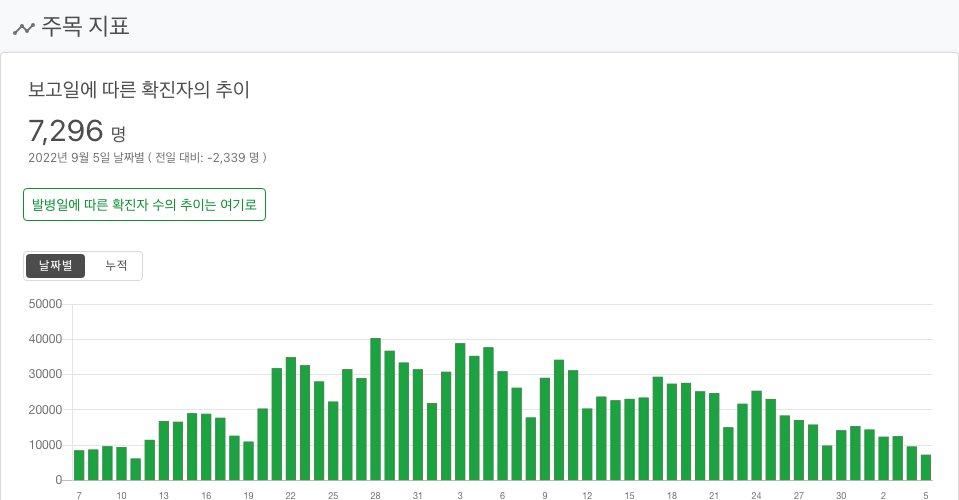 주목 지표
보고일에 따른 확진자의 추이
7,296 명
2022년 9월 5일 날짜별 ( 전일 대비: -2,339 명 )
발병일에 따른 확진자 수의 추이는 여기로
날짜별 누적
50000
40000
30000
20000
10000
0
7 10 13 16 19 22 25 28 31 3 6 9 12 15 18 21 24 27 30 2 5